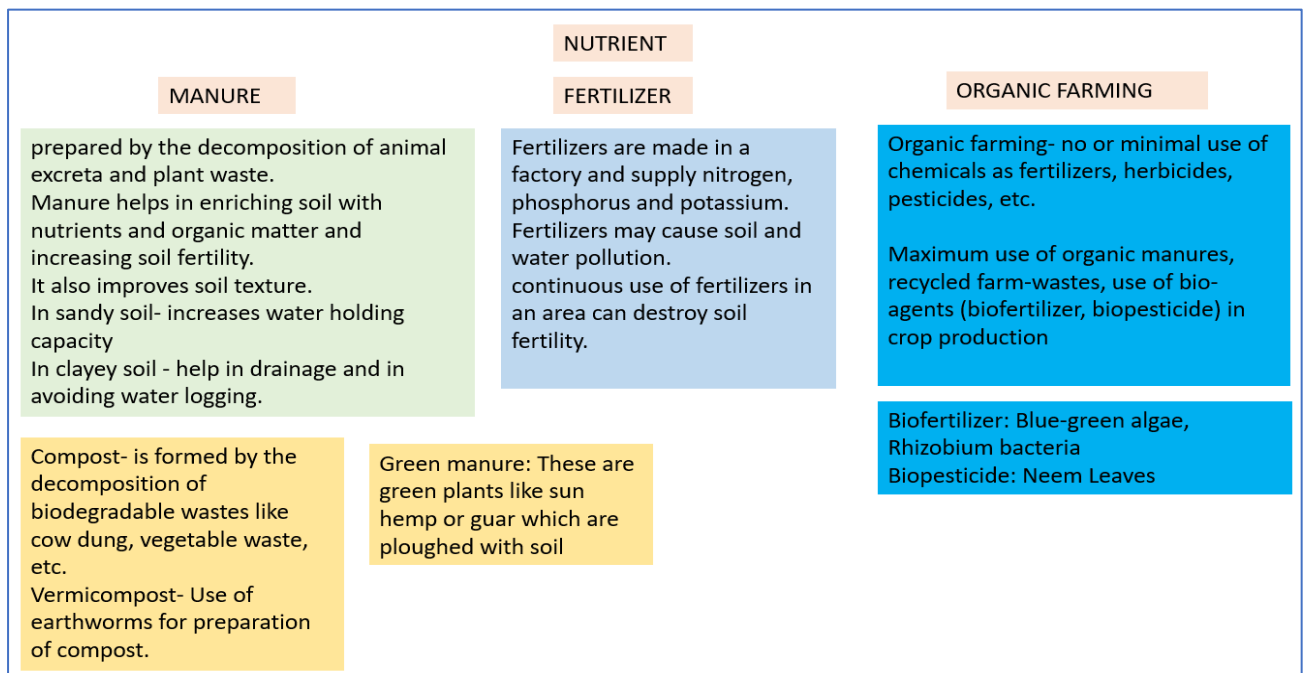 NUTRIENT
MANURE
FERTILIZER
ORGANIC FARMING
prepared by the decomposition of animal
excreta and plant waste.
Manure helps in enriching soil with
nutrients and organic matter and
increasing soil fertility.
It also improves soil texture.
In sandy soil- increases water holding
capacity
In clayey soil - help in drainage and in
avoiding water logging.
Fertilizers are made in a
factory and supply nitrogen,
phosphorus and potassium.
Fertilizers may cause soil and
water pollution.
continuous use of fertilizers in
an area can destroy soil
fertility.
Organic farming- no or minimal use of
chemicals as fertilizers, herbicides,
pesticides, etc.
Maximum use of organic manures,
recycled farm-wastes, use of bio-
agents (biofertilizer, biopesticide) in
crop production
Biofertilizer: Blue-green algae,
Rhizobium bacteria
Biopesticide: Neem Leaves
Compost- is formed by the
decomposition of
biodegradable wastes like
cow dung, vegetable waste,
etc.
Vermicompost- Use of
earthworms for preparation
of compost.
Green manure: These are
green plants like sun
hemp or guar which are
ploughed with soil